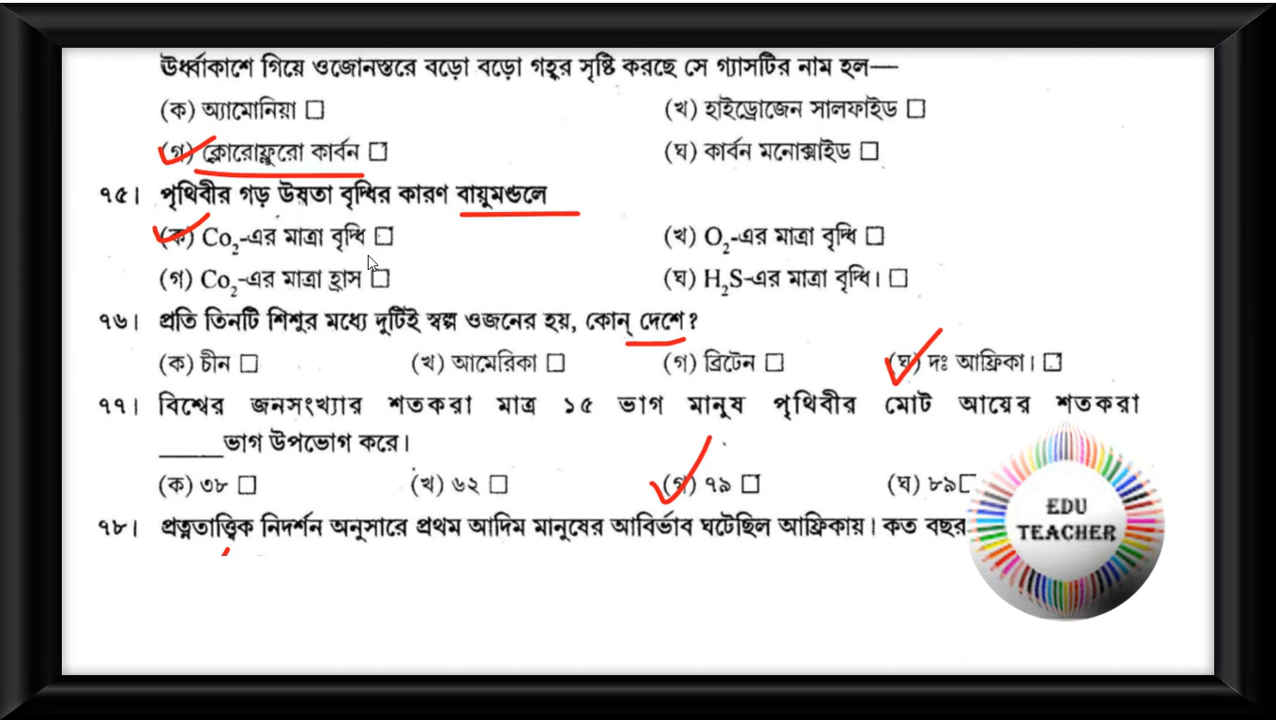 ঊর্ধ্বাকাশে গিয়ে ওজোনস্তরে বড়ো বড়ো গহ্বর সৃষ্টি করছে সে গ্যাসটির নাম হল—
(ক) অ্যামোনিয়া □ (খ) হাইড্রোজেন সালফাইড □
(গ) ক্লোরোফ্লুরো কার্বন □ (ঘ) কার্বন মনোক্সাইড □
৭৫। পৃথিবীর গড় উষ্ণতা বৃদ্ধির কারণ বায়ুমণ্ডলে
(ক) Co₂-এর মাত্রা বৃদ্ধি □ (খ) O₂-এর মাত্রা বৃদ্ধি □
(গ) Co₂-এর মাত্রা হ্রাস □ (ঘ) H₂S-এর মাত্রা বৃদ্ধি। □
৭৬। প্রতি তিনটি শিশুর মধ্যে দুটিই স্বল্প ওজনের হয়, কোন্ দেশে?
(ক) চীন □ (খ) আমেরিকা □ (গ) ব্রিটেন □ (ঘ) দঃ আফ্রিকা। □
৭৭। বিশ্বের জনসংখ্যার শতকরা মাত্র ১৫ ভাগ মানুষ পৃথিবীর মোট আয়ের শতকরা
_____ভাগ উপভোগ করে।
(ক) ৩৮ □ (খ) ৬২ □ (গ) ৭৯ □ (ঘ) ৮৯□
৭৮। প্রত্নতাত্ত্বিক নিদর্শন অনুসারে প্রথম আদিম মানুষের আবির্ভাব ঘটেছিল আফ্রিকায়। কত বছর
EDU
TEACHER